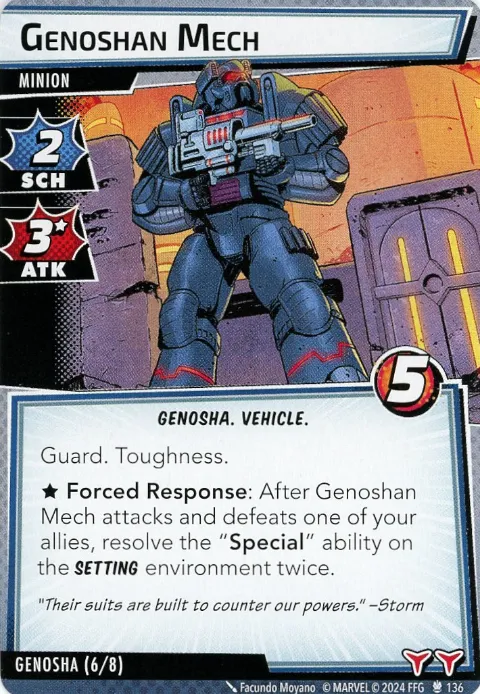 GENOSHAN MECH
MINION
2
SCH
3★
ATK
5
GENOSHA. VEHICLE.
Guard. Toughness.
★ Forced Response: After Genoshan
Mech attacks and defeats one of your
allies, resolve the “Special” ability on
the SETTING environment twice.
"Their suits are built to counter our powers." –Storm
GENOSHA (6/8)
Facundo Moyano © MARVEL © 2024 FFG 136